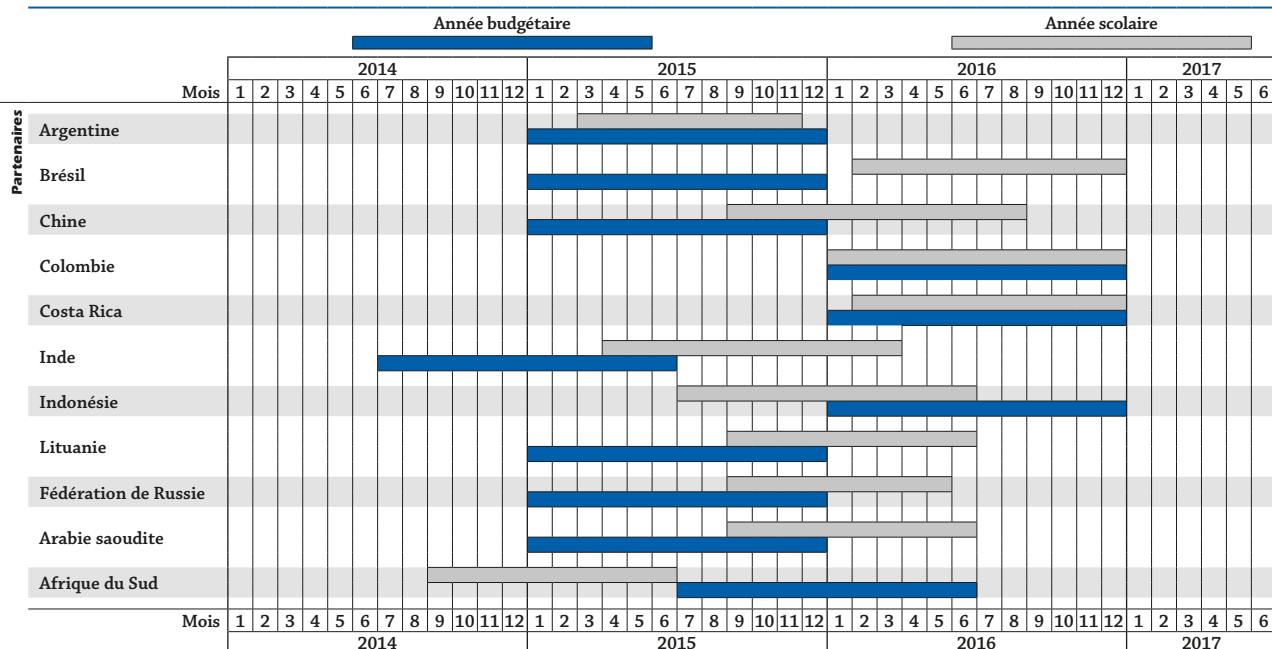 Année budgétaire Année scolaire
2014 2015 2016 2017
Mois 1 2 3 4 5 6 7 8 9 10 11 12 1 2 3 4 5 6 7 8 9 10 11 12 1 2 3 4 5 6 7 8 9 10 11 12 1 2 3 4 5 6
Partenaires
Argentine
Brésil
Chine
Colombie
Costa Rica
Inde
Indonésie
Lituanie
Fédération de Russie
Arabie saoudite
Afrique du Sud
Mois 1 2 3 4 5 6 7 8 9 10 11 12 1 2 3 4 5 6 7 8 9 10 11 12 1 2 3 4 5 6 7 8 9 10 11 12 1 2 3 4 5 6
2014 2015 2016 2017